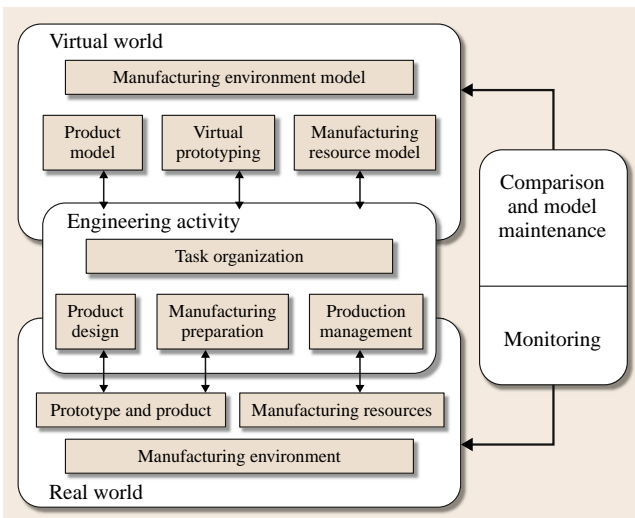 Virtual world
Manufacturing environment model
Product
model
Virtual
prototyping
Manufacturing
resource model
Engineering activity
Task organization
Product
design
Manufacturing
preparation
Production
management
Prototype and product
Manufacturing resources
Manufacturing environment
Real world
Comparison
and model
maintenance
Monitoring